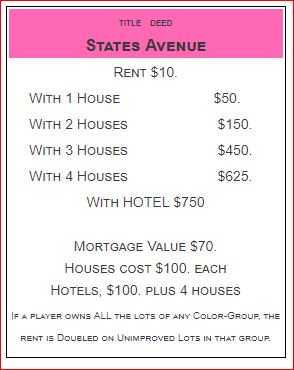 TITLE DEED
STATES AVENUE
RENT $10.
WITH 1 HOUSE $50.
WITH 2 HOUSES $150.
WITH 3 HOUSES $450.
WITH 4 HOUSES $625.
WITH HOTEL $750
MORTGAGE VALUE $70.
HOUSES COST $100. EACH
HOTELS, $100. PLUS 4 HOUSES
IF A PLAYER OWNS ALL THE LOTS OF ANY COLOR-GROUP, THE
RENT IS DOUBLED ON UNIMPROVED LOTS IN THAT GROUP.